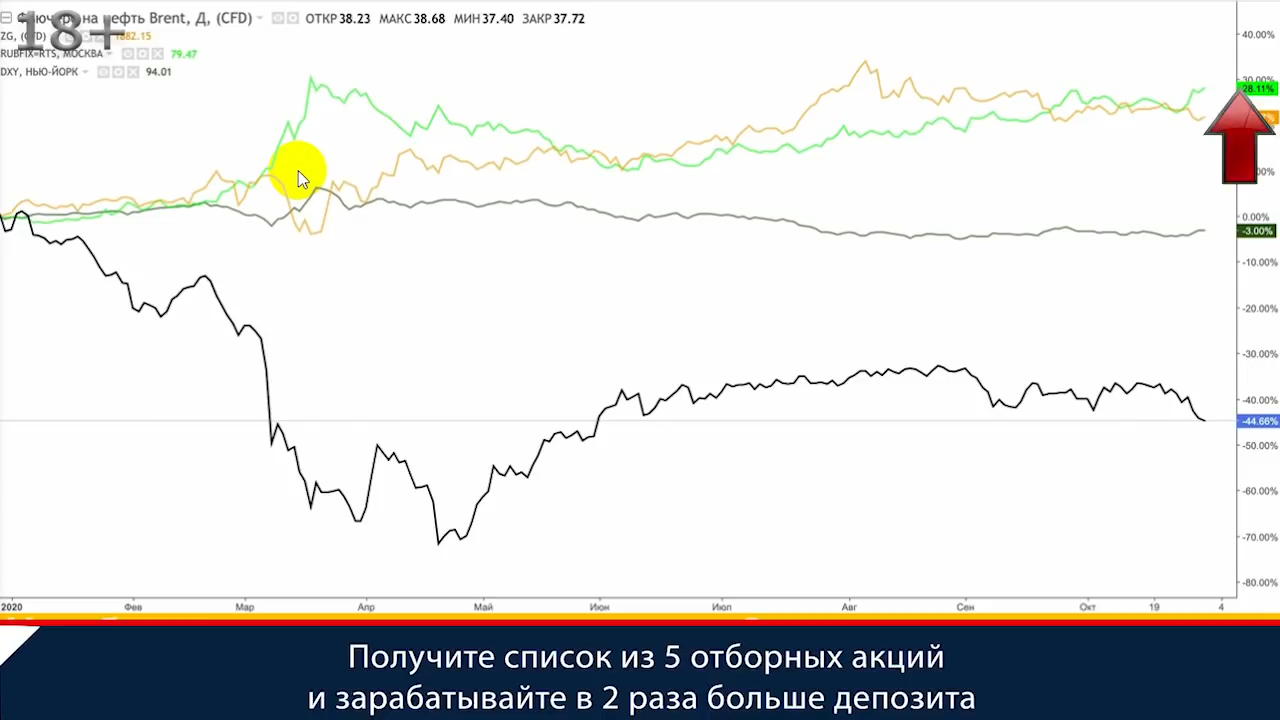 Фьючерс на нефть Brent, Д, (CFD) ОТКР 38.23 МАКС 38.68 МИН 37.40 ЗАКР 37.72
18+
ZG, (CFD) 1882.15
RUBFIX=RTS, МОСКВА 79.47
DXY, НЬЮ-ЙОРК 94.01
40.00%
30.00%
28.11%
0.00%
-3.00%
-10.00%
-20.00%
-30.00%
-40.00%
-44.66%
-50.00%
-60.00%
-70.00%
-80.00%
2020 Фев Мар Апр Май Июн Июл Авг Сен Окт 19 4
Получите список из 5 отборных акций
и зарабатывайте в 2 раза больше депозита